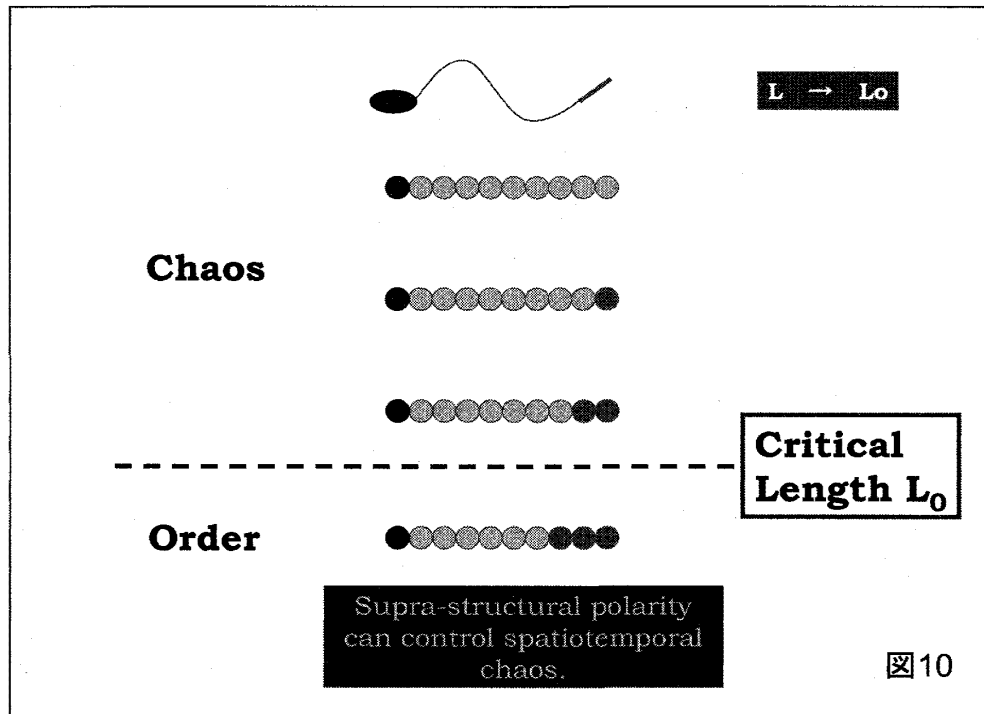 L → Lo
Chaos
Critical
Length L₀
Order
Supra-structural polarity
can control spatiotemporal
chaos.
図10